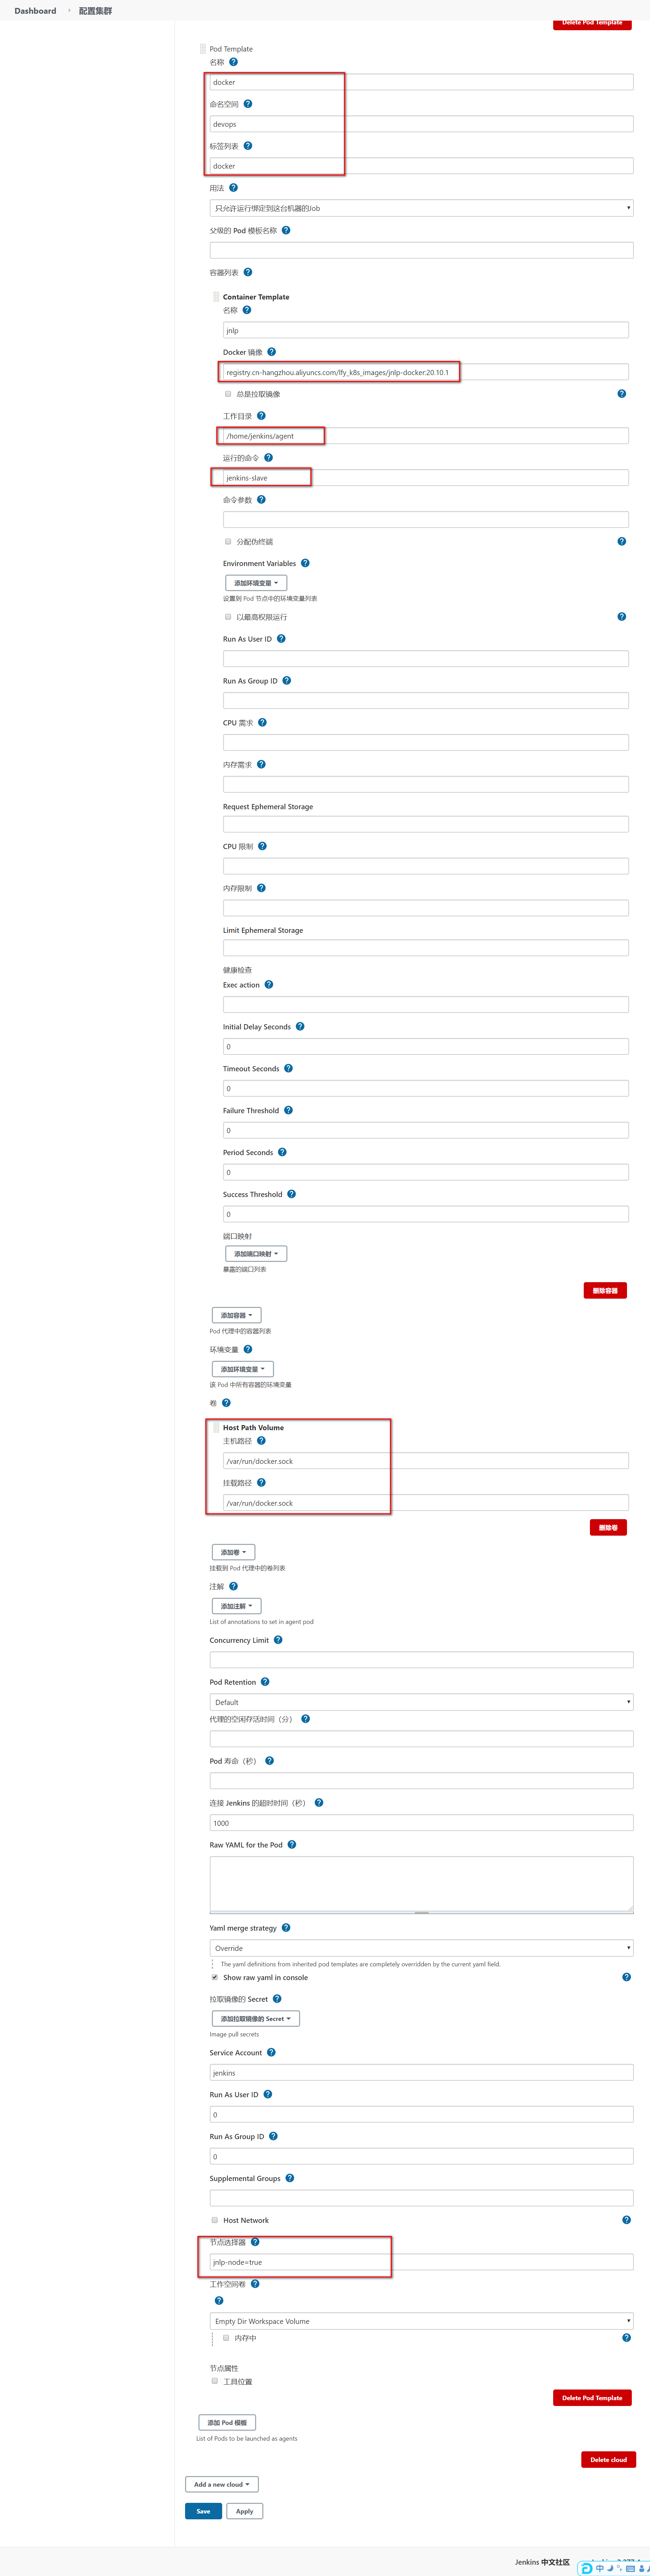 Dashboard
配置集群
Delete Pod Template
Pod Template
名称
docker
命名空间
devops
标签列表
docker
用法
只允许运行绑定到这台机器的Job
父级的 Pod 模板名称
容器列表
Container Template
名称
jnlp
Docker 镜像
registry.cn-hangzhou.aliyuncs.com/lfy_k8s_images/jnlp-docker:20.10.1
总是拉取镜像
工作目录
/home/jenkins/agent
运行的命令
jenkins-slave
命令参数
分配伪终端
Environment Variables
添加环境变量
设置到 Pod 节点中的环境变量列表
以最高权限运行
Run As User ID
Run As Group ID
CPU 需求
内存需求
Request Ephemeral Storage
CPU 限制
内存限制
Limit Ephemeral Storage
健康检查
Exec action
Initial Delay Seconds
0
Timeout Seconds
0
Failure Threshold
0
Period Seconds
0
Success Threshold
0
端口映射
添加端口映射
暴露的端口列表
删除容器
添加容器
Pod 代理中的容器列表
环境变量
添加环境变量
该 Pod 中所有容器的环境变量
卷
Host Path Volume
主机路径
/var/run/docker.sock
挂载路径
/var/run/docker.sock
删除卷
添加卷
挂载到 Pod 代理中的卷列表
注解
添加注解
List of annotations to set in agent pod
Concurrency Limit
Pod Retention
Default
代理的空闲存活时间（分）
Pod 寿命（秒）
连接 Jenkins 的超时时间（秒）
1000
Raw YAML for the Pod
Yaml merge strategy
Override
The yaml definitions from inherited pod templates are completely overridden by the current yaml field.
Show raw yaml in console
拉取镜像的 Secret
添加拉取镜像的 Secret
Image pull secrets
Service Account
jenkins
Run As User ID
0
Run As Group ID
0
Supplemental Groups
Host Network
节点选择器
jnlp-node=true
工作空间卷
Empty Dir Workspace Volume
内存中
节点属性
工具位置
Delete Pod Template
添加 Pod 模板
List of Pods to be launched as agents
Delete cloud
Add a new cloud
Save
Apply
Jenkins 中文社区
中